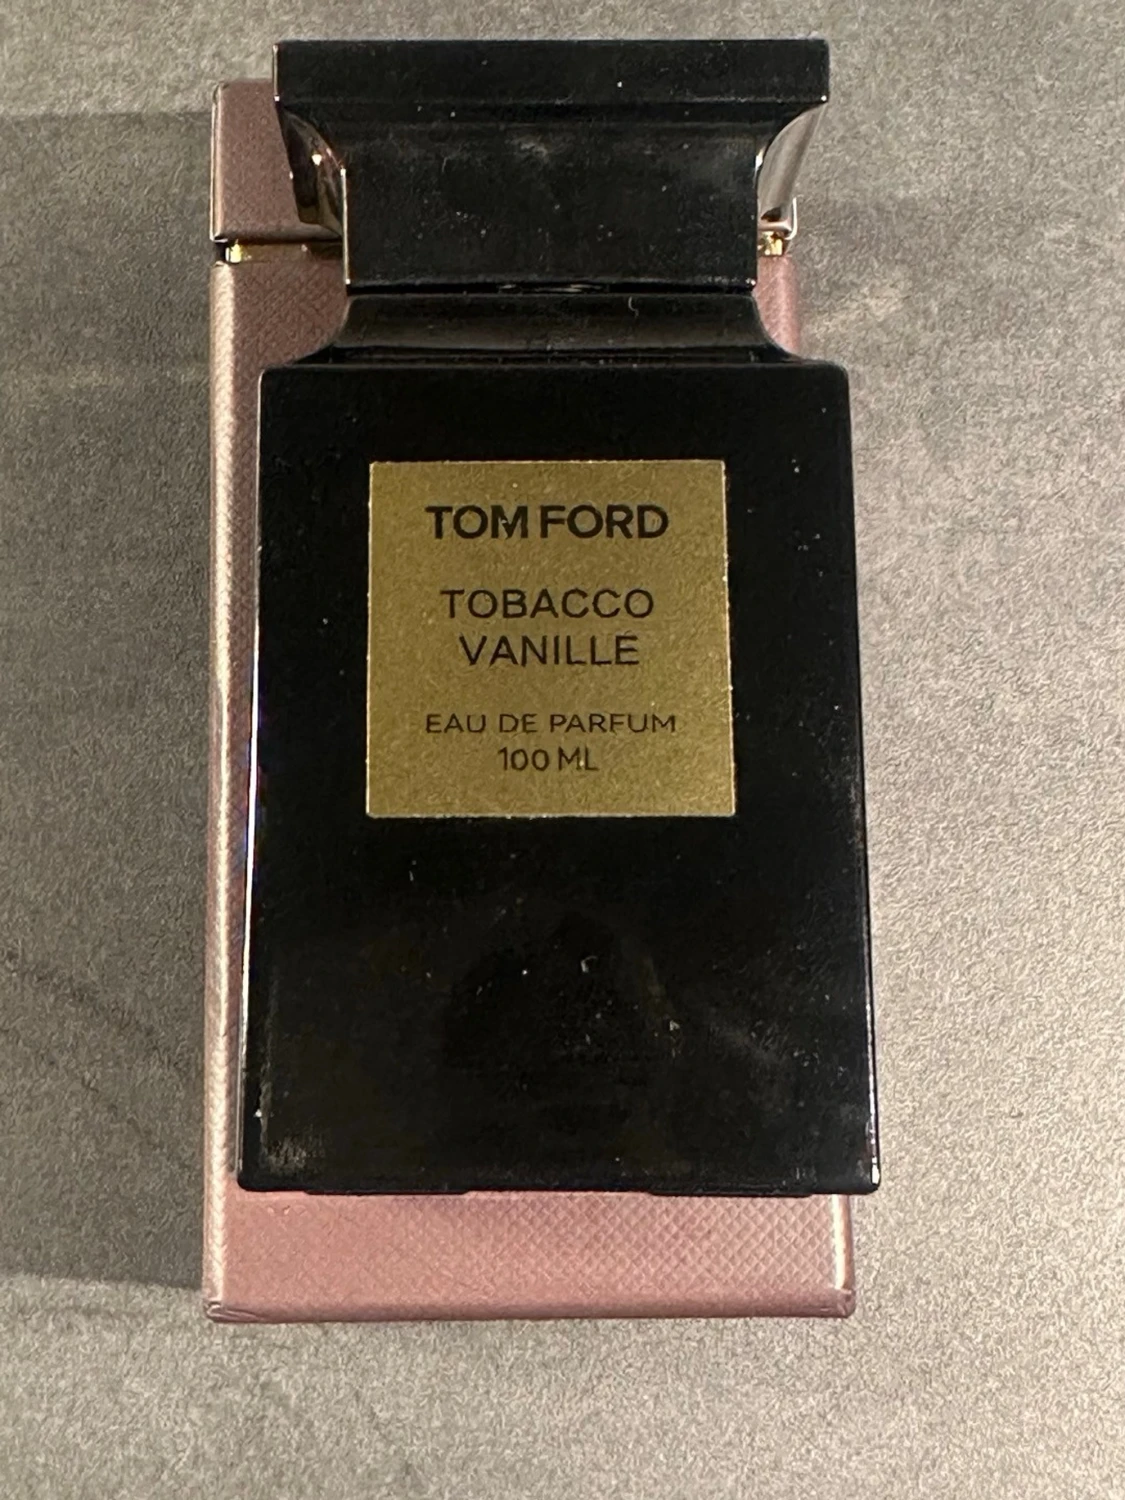 TOM FORD
TOBACCO
VANILLE
EAU DE PARFUM
100 ML